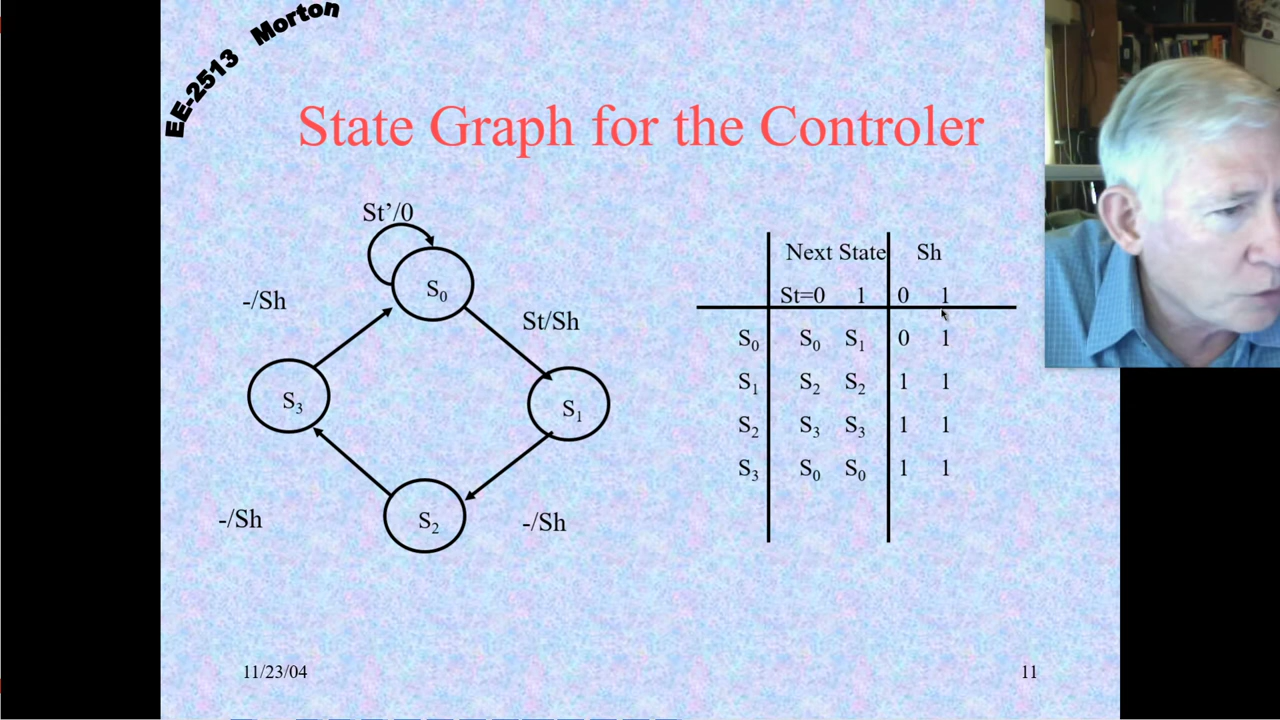 EE-2513 Morton
State Graph for the Controler
St’/0
-/Sh
S0
St/Sh
S3
S1
-/Sh
S2
-/Sh
Next State Sh
St=0 1 0 1
S0 S0 S1 0 1
S1 S2 S2 1 1
S2 S3 S3 1 1
S3 S0 S0 1 1
11/23/04
11